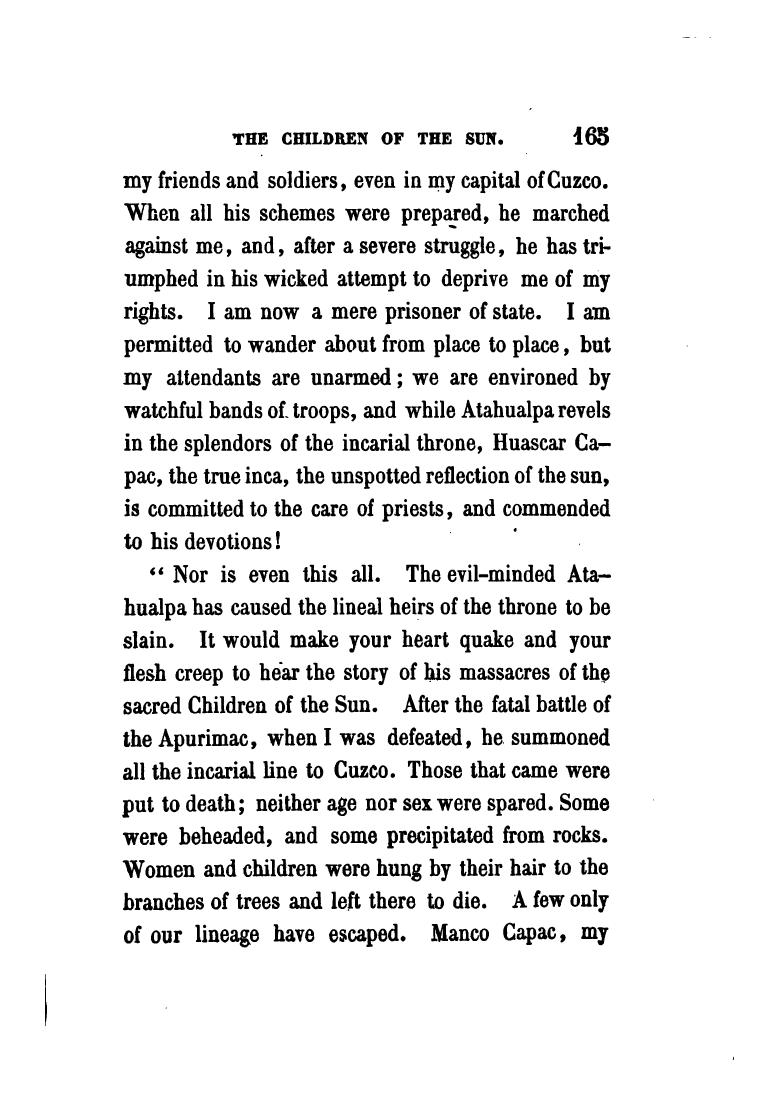 THE CHILDREN OF THE SUN. 165
my friends and soldiers, even in my capital of Cuzco.
When all his schemes were prepared, he marched
against me, and, after a severe struggle, he has tri-
umphed in his wicked attempt to deprive me of my
rights. I am now a mere prisoner of state. I am
permitted to wander about from place to place, but
my attendants are unarmed; we are environed by
watchful bands of troops, and while Atahualpa revels
in the splendors of the incarial throne, Huascar Ca-
pac, the true inca, the unspotted reflection of the sun,
is committed to the care of priests, and commended
to his devotions!
“ Nor is even this all. The evil-minded Ata-
hualpa has caused the lineal heirs of the throne to be
slain. It would make your heart quake and your
flesh creep to hear the story of his massacres of the
sacred Children of the Sun. After the fatal battle of
the Apurimac, when I was defeated, he summoned
all the incarial line to Cuzco. Those that came were
put to death; neither age nor sex were spared. Some
were beheaded, and some precipitated from rocks.
Women and children were hung by their hair to the
branches of trees and left there to die. A few only
of our lineage have escaped. Manco Capac, my